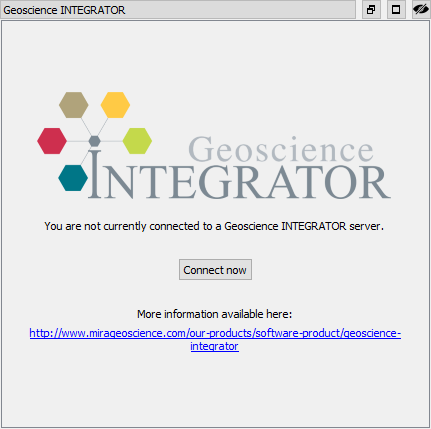 Geoscience INTEGRATOR
Geoscience
INTEGRATOR
You are not currently connected to a Geoscience INTEGRATOR server.
Connect now
More information available here:
http://www.mirageoscience.com/our-products/software-product/geoscience-
integrator